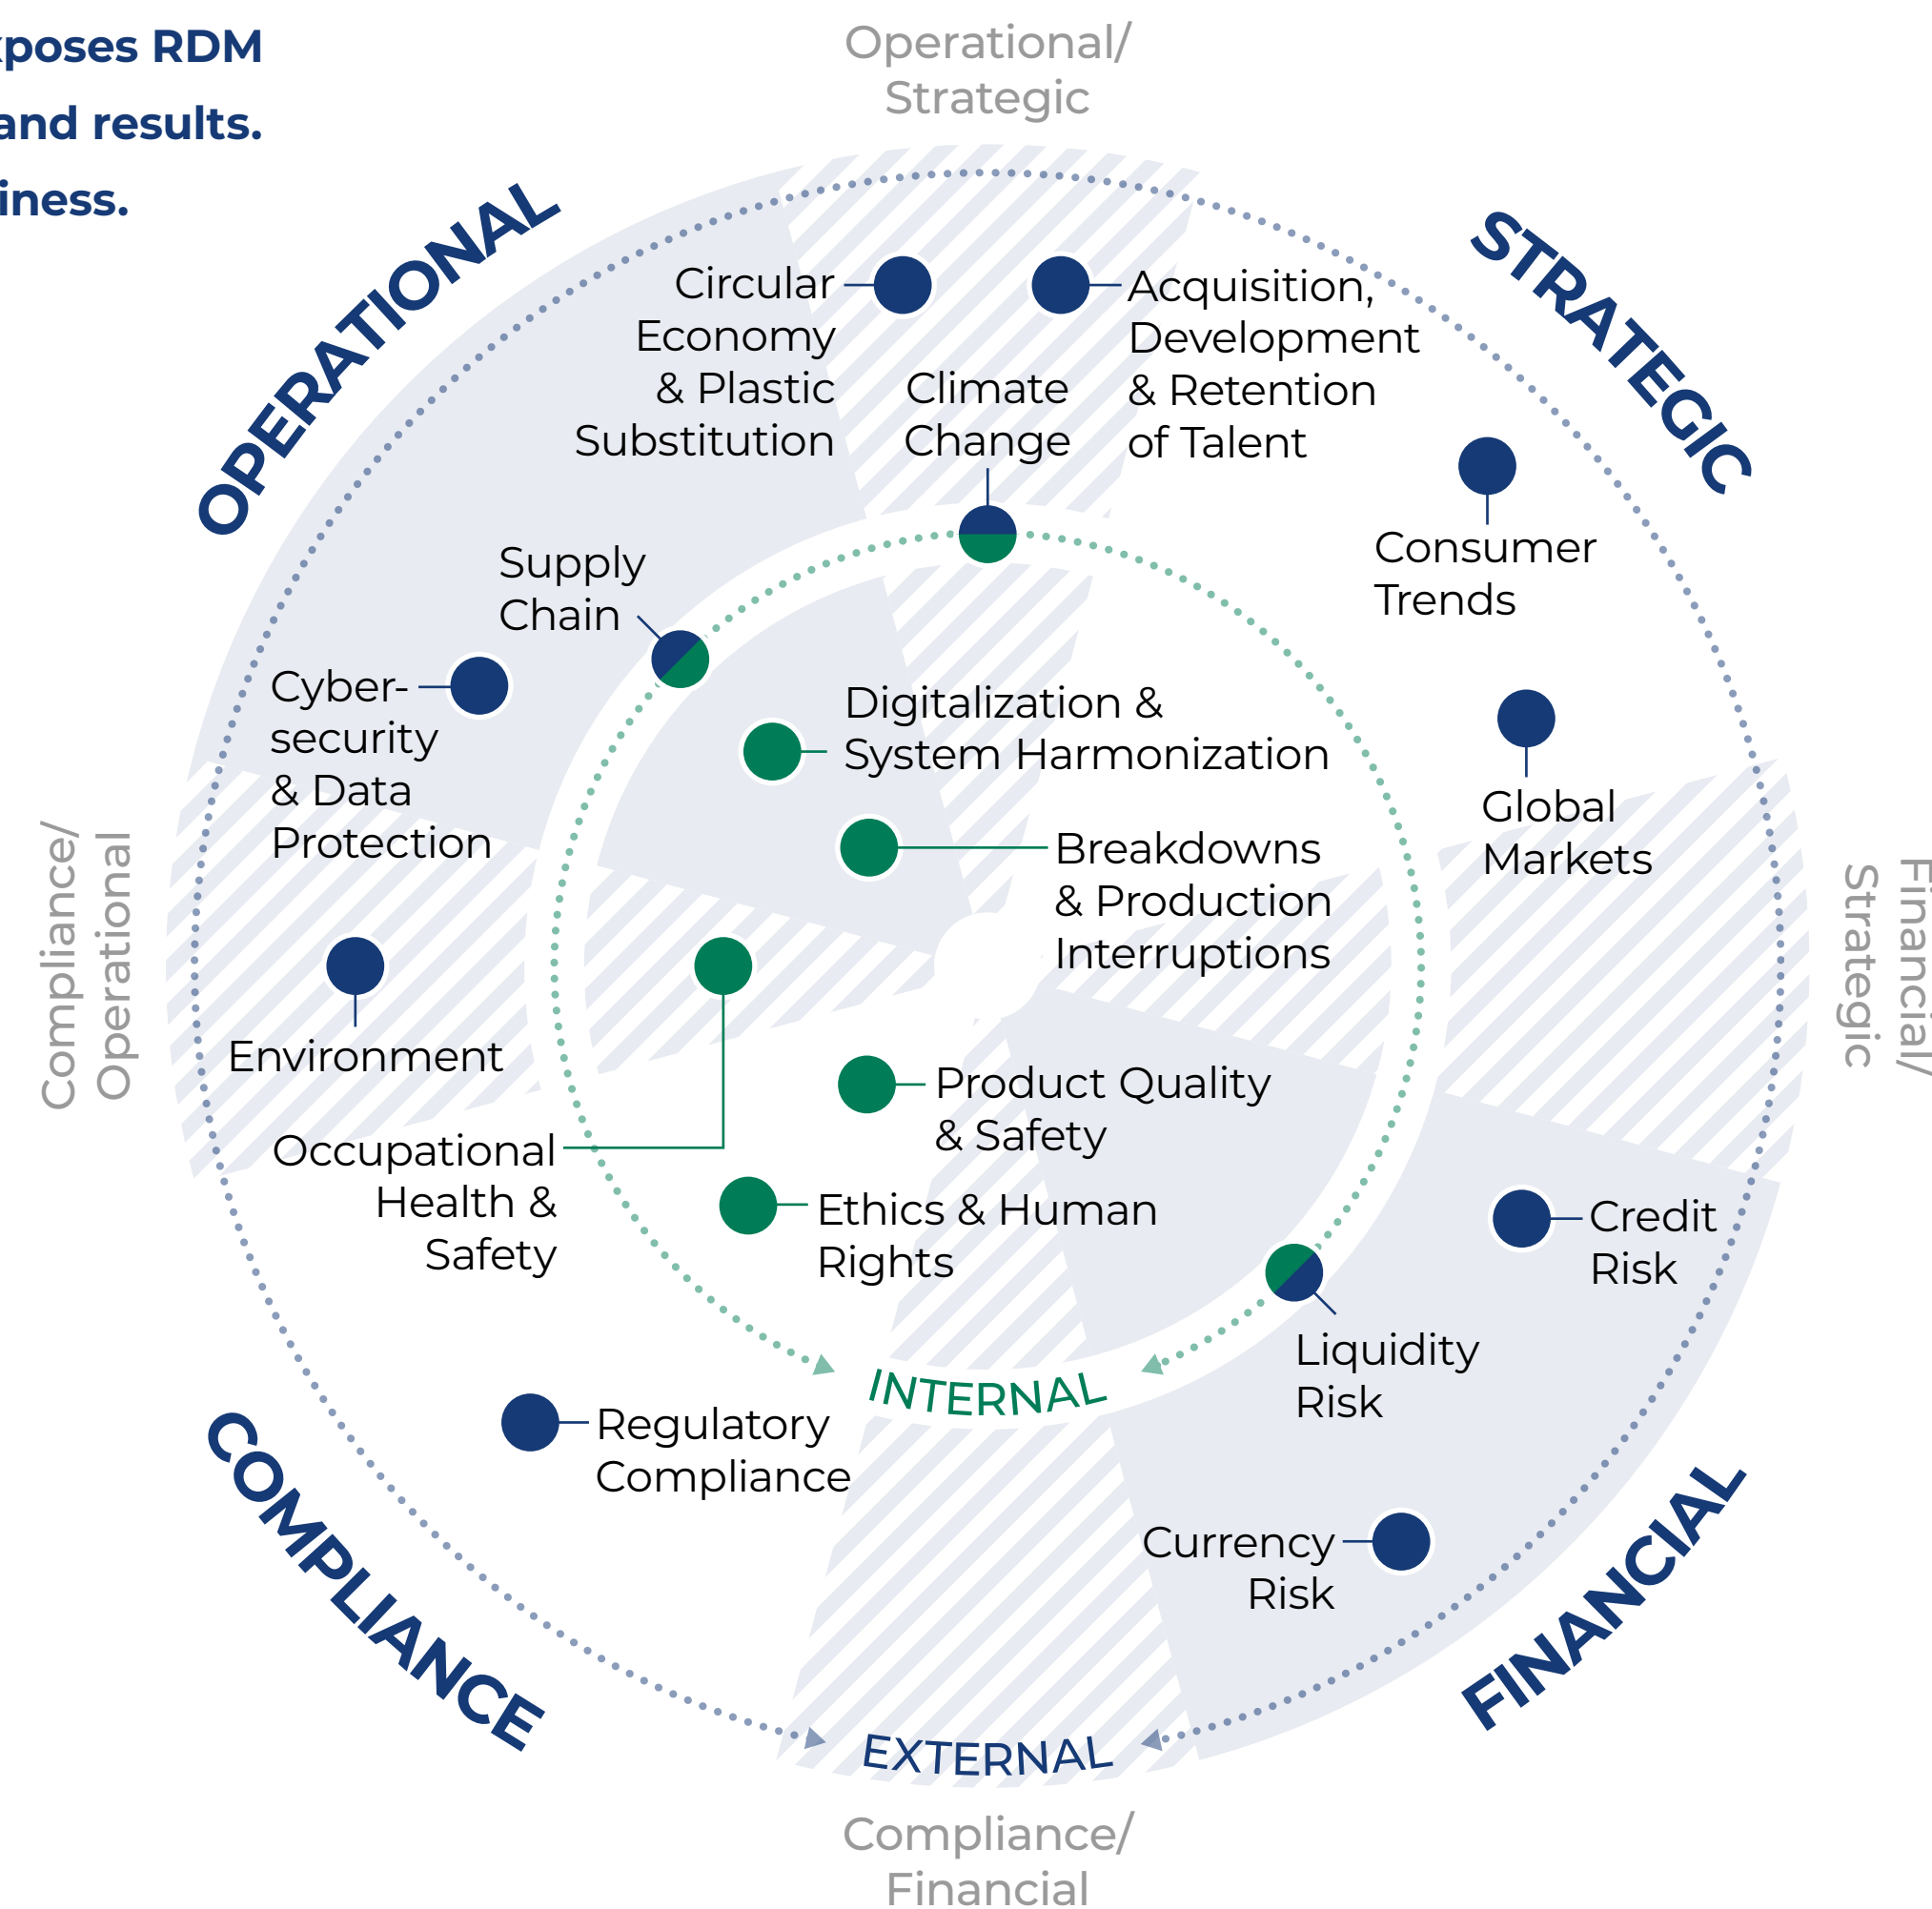 xposes RDM
and results.
iness.
Operational/
Strategic
OPERATIONAL
STRATEGIC
Circular
Economy
& Plastic
Substitution
Climate
Change
Acquisition,
Development
& Retention
of Talent
Consumer
Trends
Supply
Chain
Cyber-
security
& Data
Protection
Digitalization &
System Harmonization
Global
Markets
Breakdowns
& Production
Interruptions
Compliance/
Operational
Financial/
Strategic
Environment
Product Quality
& Safety
Occupational
Health &
Safety
Ethics & Human
Rights
Credit
Risk
Liquidity
Risk
INTERNAL
Regulatory
Compliance
Currency
Risk
COMPLIANCE
FINANCIAL
EXTERNAL
Compliance/
Financial